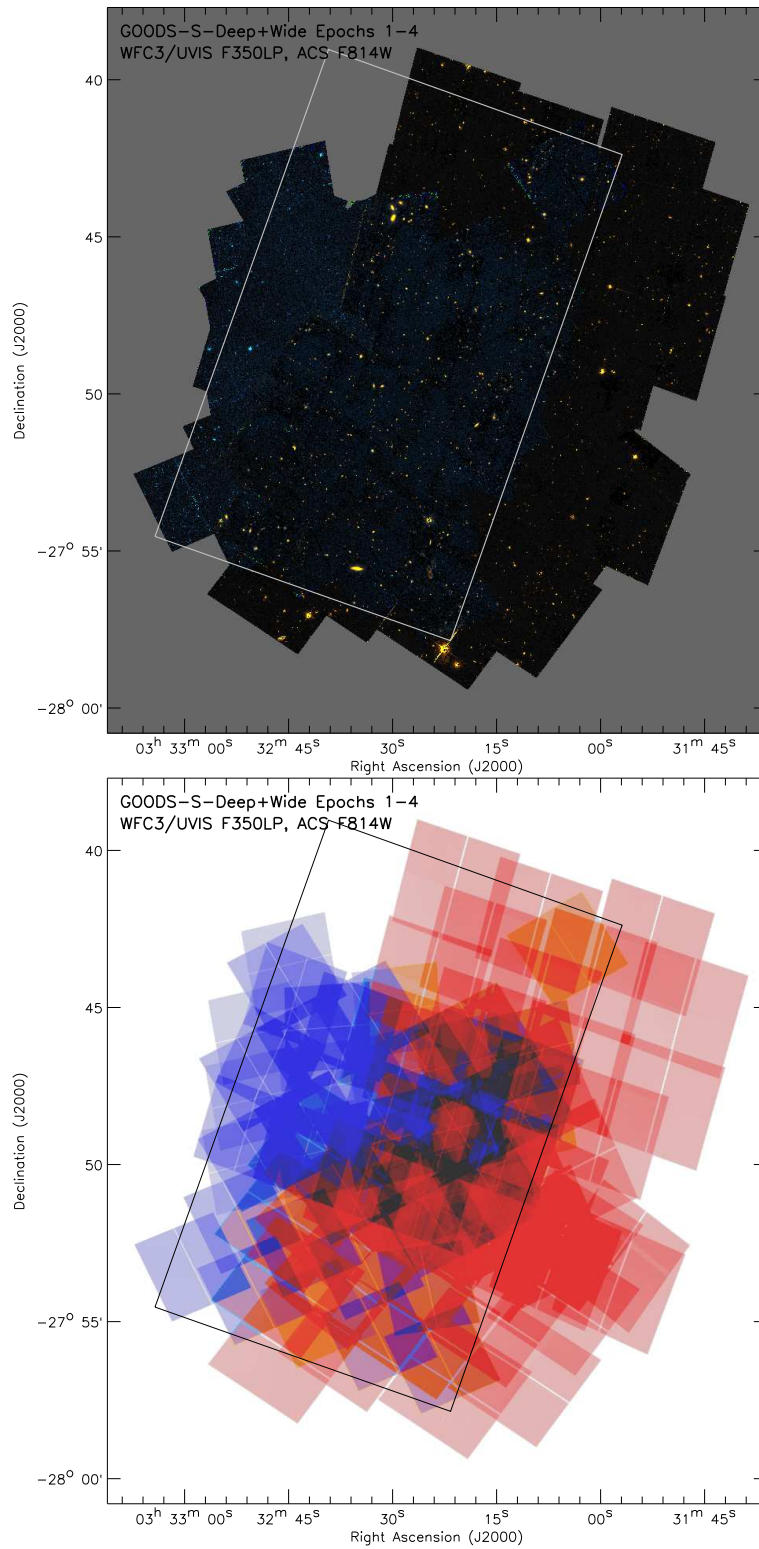 GOODS-S-Deep+Wide Epochs 1-4
WFC3/UVIS F350LP, ACS F814W
40
45
50
-27° 55'
-28° 00'
Declination (J2000)
03h 33m 00s 32m 45s 30s 15s 00s 31m 45s
Right Ascension (J2000)
GOODS-S-Deep+Wide Epochs 1-4
WFC3/UVIS F350LP, ACS F814W
40
45
50
-27° 55'
-28° 00'
Declination (J2000)
03h 33m 00s 32m 45s 30s 15s 00s 31m 45s
Right Ascension (J2000)